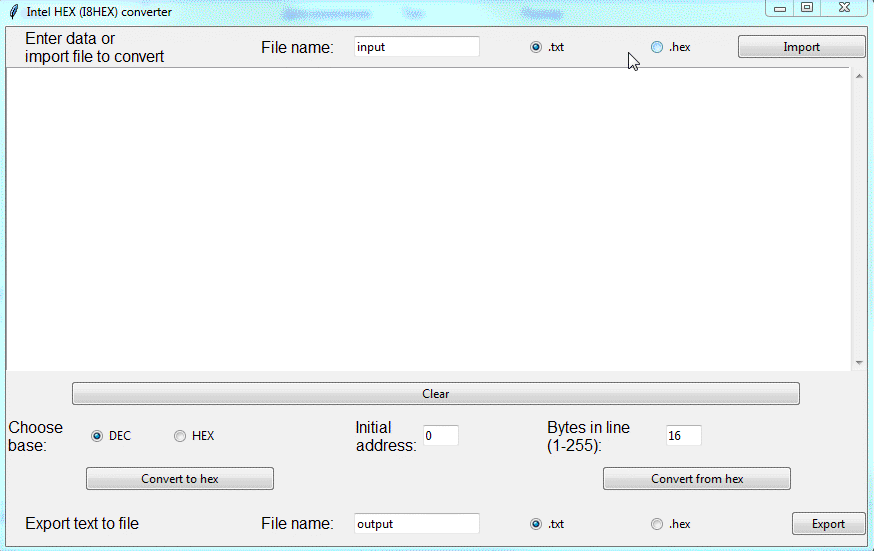 Intel HEX (I8HEX) converter
Enter data or
import file to convert
File name: input .txt .hex Import
Clear
Choose
base:
DEC HEX
Initial
address:
0
Bytes in line
(1-255):
16
Convert to hex Convert from hex
Export text to file File name: output .txt .hex Export